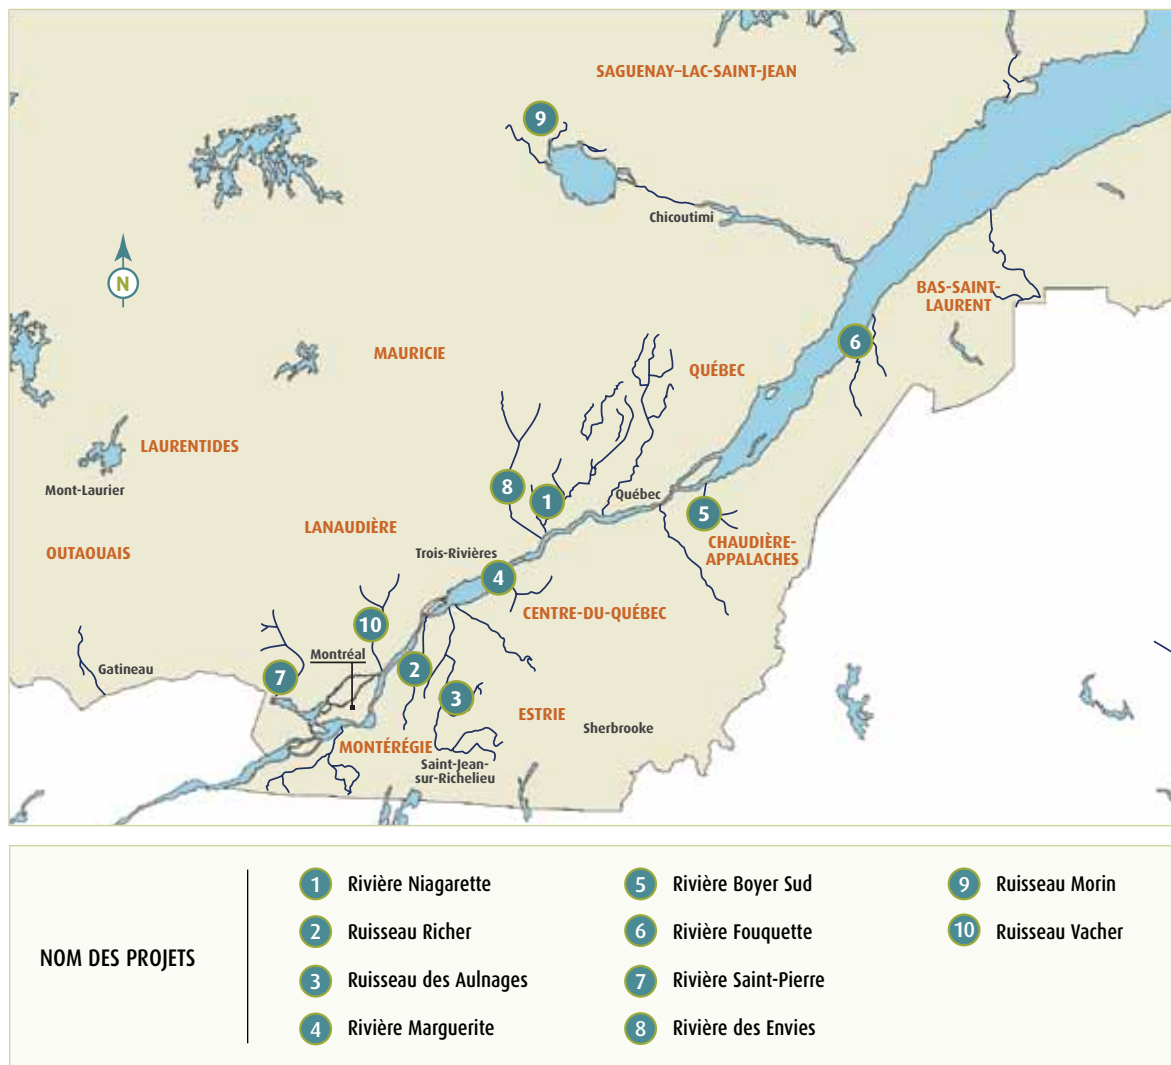 SAGUENAY–LAC-SAINT-JEAN
9
Chicoutimi
N
BAS-SAINT-
LAURENT
6
MAURICIE
QUÉBEC
LAURENTIDES
Mont-Laurier
8
1
Québec
5
LANAUDIÈRE
OUTAOUAIS
Trois-Rivières
CHAUDIÈRE-
APPALACHES
4
CENTRE-DU-QUÉBEC
10
Montréal
Gatineau
7
2
3
ESTRIE
Sherbrooke
MONTÉRÉGIE
Saint-Jean-
sur-Richelieu
NOM DES PROJETS
1 Rivière Niagarette
2 Ruisseau Richer
3 Ruisseau des Aulnages
4 Rivière Marguerite
5 Rivière Boyer Sud
6 Rivière Fouquette
7 Rivière Saint-Pierre
8 Rivière des Envies
9 Ruisseau Morin
10 Ruisseau Vacher